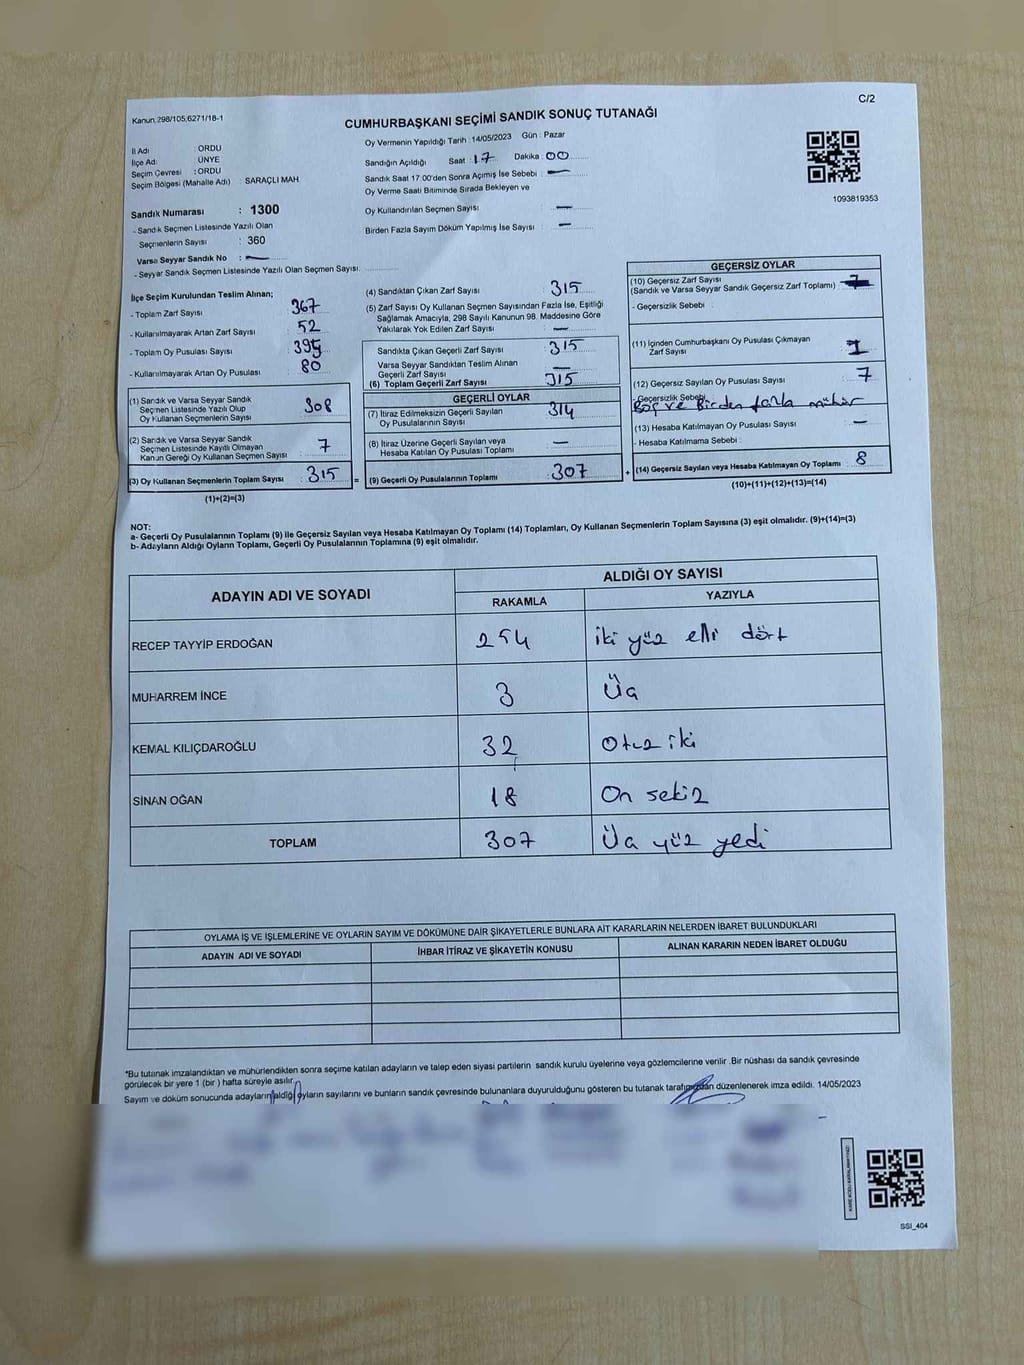 C/2
Kanun, 298/105,6271/18-1
CUMHURBAŞKANI SEÇİMİ SANDIK SONUÇ TUTANAĞI
İl Adı : ORDU
İlçe Adı : ÜNYE
Seçim Çevresi : ORDU
Seçim Bölgesi (Mahalle Adı) : SARAÇLI MAH.
Sandık Numarası : 1300
- Sandık Seçmen Listesinde Yazılı Olan
Seçmenlerin Sayısı : 360
Varsa Seyyar Sandık No : —
- Seyyar Sandık Seçmen Listesinde Yazılı Olan Seçmen Sayısı:
Oy Vermenin Yapıldığı Tarih : 14/05/2023 Gün : Pazar
Sandığın Açıldığı Saat : 17 Dakika : 00
Sandık Saat 17.00'den Sonra Açımış İse Sebebi : —
Oy Verme Saati Bitiminde Sırada Bekleyen ve
Oy Kullandırılan Seçmen Sayısı —
Birden Fazla Sayım Döküm Yapılmış İse Sayısı : —
1093819353
İlçe Seçim Kurulundan Teslim Alınan;
- Toplam Zarf Sayısı 367
- Kullanılmayarak Artan Zarf Sayısı 52
- Toplam Oy Pusulası Sayısı 395
- Kullanılmayarak Artan Oy Pusulası 80
(1) Sandık ve Varsa Seyyar Sandık
Seçmen Listesinde Yazılı Olup
Oy Kullanan Seçmenlerin Sayısı 308
(2) Sandık ve Varsa Seyyar Sandık
Seçmen Listesinde Kayıtlı Olmayan
Kanun Gereği Oy Kullanan Seçmen Sayısı 7
(3) Oy Kullanan Seçmenlerin Toplam Sayısı 315 =
(1)+(2)=(3)
(4) Sandıktan Çıkan Zarf Sayısı 315
(5) Zarf Sayısı Oy Kullanan Seçmen Sayısından Fazla İse, Eşitliği
Sağlamak Amacıyla, 298 Sayılı Kanunun 98. Maddesine Göre
Yakılarak Yok Edilen Zarf Sayısı —
Sandıkta Çıkan Geçerli Zarf Sayısı 315
Varsa Seyyar Sandıktan Teslim Alınan
Geçerli Zarf Sayısı —
(6) Toplam Geçerli Zarf Sayısı 315
GEÇERLİ OYLAR
(7) İtiraz Edilmeksizin Geçerli Sayılan
Oy Pusulalarının Sayısı 314
(8) İtiraz Üzerine Geçerli Sayılan veya
Hesaba Katılan Oy Pusulası Toplamı —
(9) Geçerli Oy Pusulalarının Toplamı 307 +
GEÇERSİZ OYLAR
(10) Geçersiz Zarf Sayısı
(Sandık ve Varsa Seyyar Sandık Geçersiz Zarf Toplamı)
- Geçersizlik Sebebi :
(11) İçinden Cumhurbaşkanı Oy Pusulası Çıkmayan
Zarf Sayısı 1
(12) Geçersiz Sayılan Oy Pusulası Sayısı 7
- Geçersizlik Sebebi
Boş ve Birden fazla mühür
(13) Hesaba Katılmayan Oy Pusulası Sayısı —
- Hesaba Katılmama Sebebi :
(14) Geçersiz Sayılan veya Hesaba Katılmayan Oy Toplamı 8
(10)+(11)+(12)+(13)=(14)
NOT:
a- Geçerli Oy Pusulalarının Toplamı (9) ile Geçersiz Sayılan veya Hesaba Katılmayan Oy Toplamı (14) Toplamları, Oy Kullanan Seçmenlerin Toplam Sayısına (3) eşit olmalıdır. (9)+(14)=(3)
b- Adayların Aldığı Oyların Toplamı, Geçerli Oy Pusulalarının Toplamına (9) eşit olmalıdır.
ADAYIN ADI VE SOYADI ALDIĞI OY SAYISI
RAKAMLA YAZIYLA
RECEP TAYYİP ERDOĞAN 254 iki yüz elli dört
MUHARREM İNCE 3 Üç
KEMAL KILIÇDAROĞLU 32 Otuz iki
SİNAN OĞAN 18 On sekiz
TOPLAM 307 Üç yüz yedi
OYLAMA İŞ VE İŞLEMLERİNE VE OYLARIN SAYIM VE DÖKÜMÜNE DAİR ŞİKAYETLERLE BUNLARA AİT KARARLARIN NELERDEN İBARET BULUNDUKLARI
ADAYIN ADI VE SOYADI İHBAR İTİRAZ VE ŞİKAYETİN KONUSU ALINAN KARARIN NEDEN İBARET OLDUĞU
*Bu tutanak imzalandıktan ve mühürlendikten sonra seçime katılan adayların ve talep eden siyasi partilerin sandık kurulu üyelerine veya gözlemcilerine verilir .Bir nüshası da sandık çevresinde
görülecek bir yere 1 (bir ) hafta süreyle asılır.
Sayım ve döküm sonucunda adayların aldığı oyların sayılarını ve bunların sandık çevresinde bulunanlara duyurulduğunu gösteren bu tutanak tarafımızdan düzenlenerek imza edildi. 14/05/2023
SSI_404